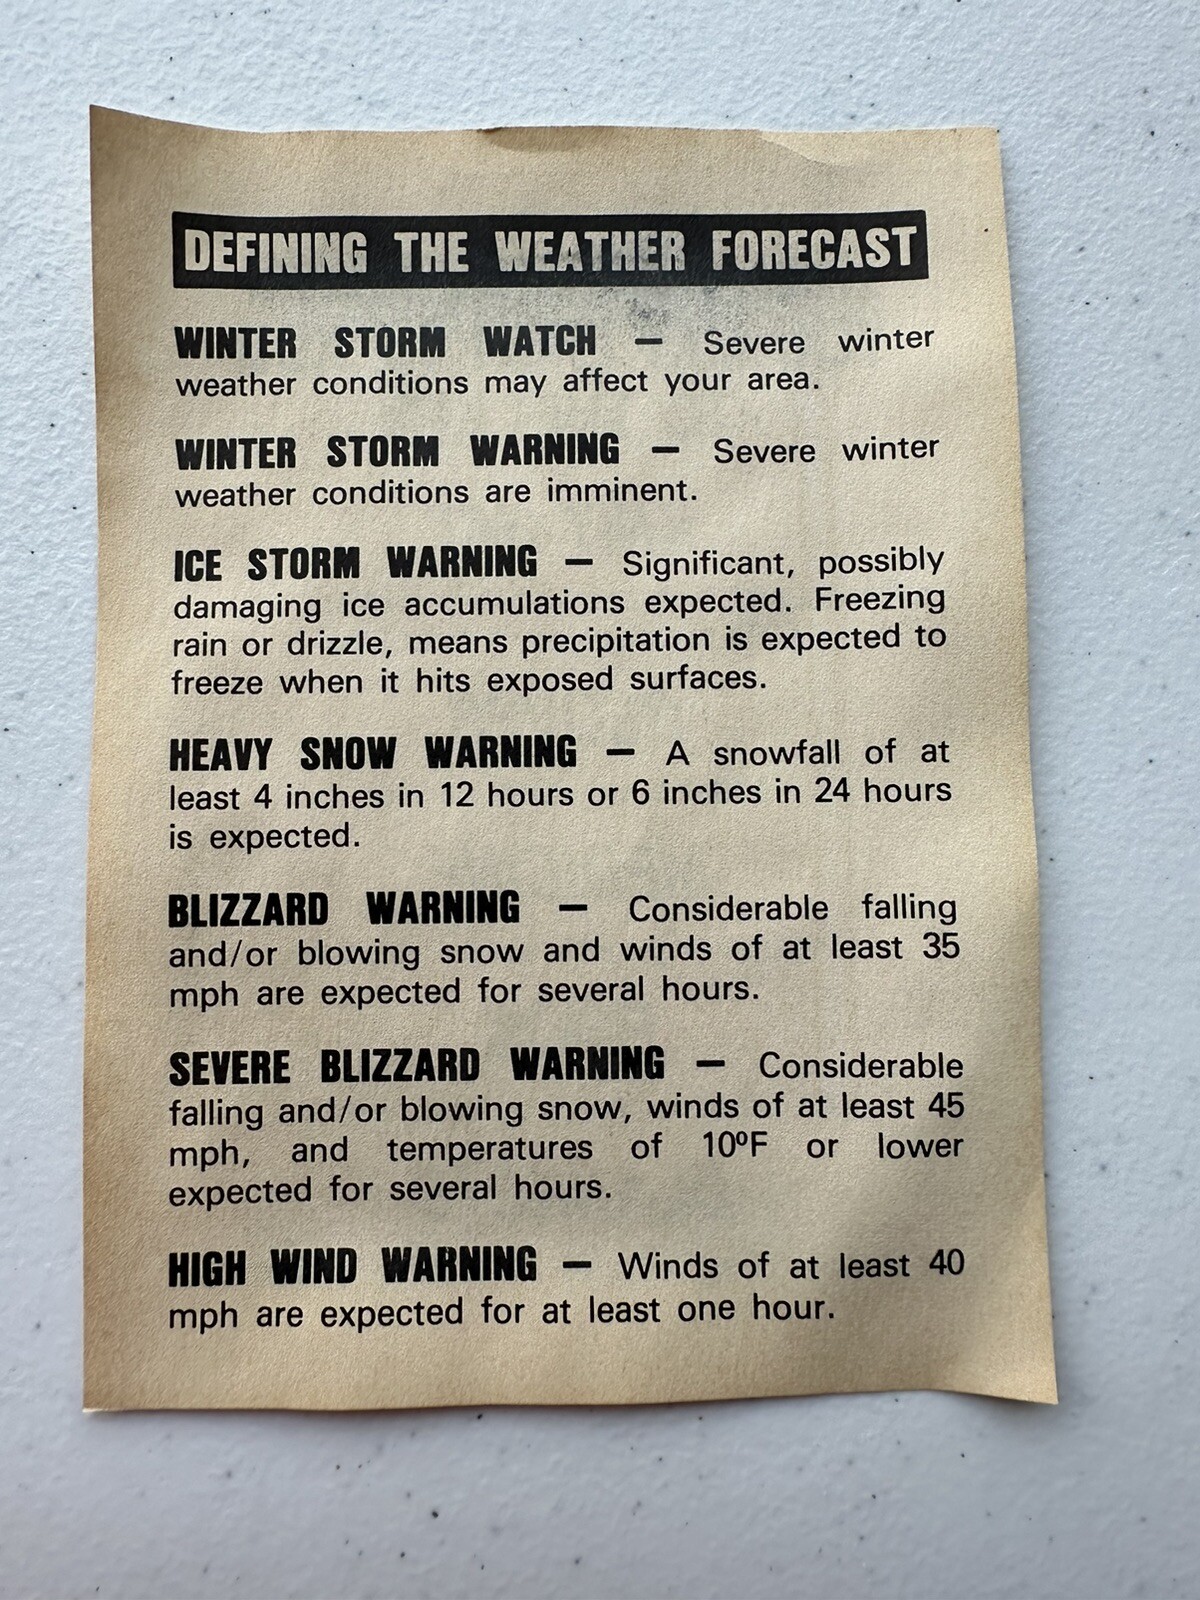 DEFINING THE WEATHER FORECAST
WINTER STORM WATCH — Severe winter
weather conditions may affect your area.
WINTER STORM WARNING — Severe winter
weather conditions are imminent.
ICE STORM WARNING — Significant, possibly
damaging ice accumulations expected. Freezing
rain or drizzle, means precipitation is expected to
freeze when it hits exposed surfaces.
HEAVY SNOW WARNING — A snowfall of at
least 4 inches in 12 hours or 6 inches in 24 hours
is expected.
BLIZZARD WARNING — Considerable falling
and/or blowing snow and winds of at least 35
mph are expected for several hours.
SEVERE BLIZZARD WARNING — Considerable
falling and/or blowing snow, winds of at least 45
mph, and temperatures of 10ºF or lower
expected for several hours.
HIGH WIND WARNING — Winds of at least 40
mph are expected for at least one hour.